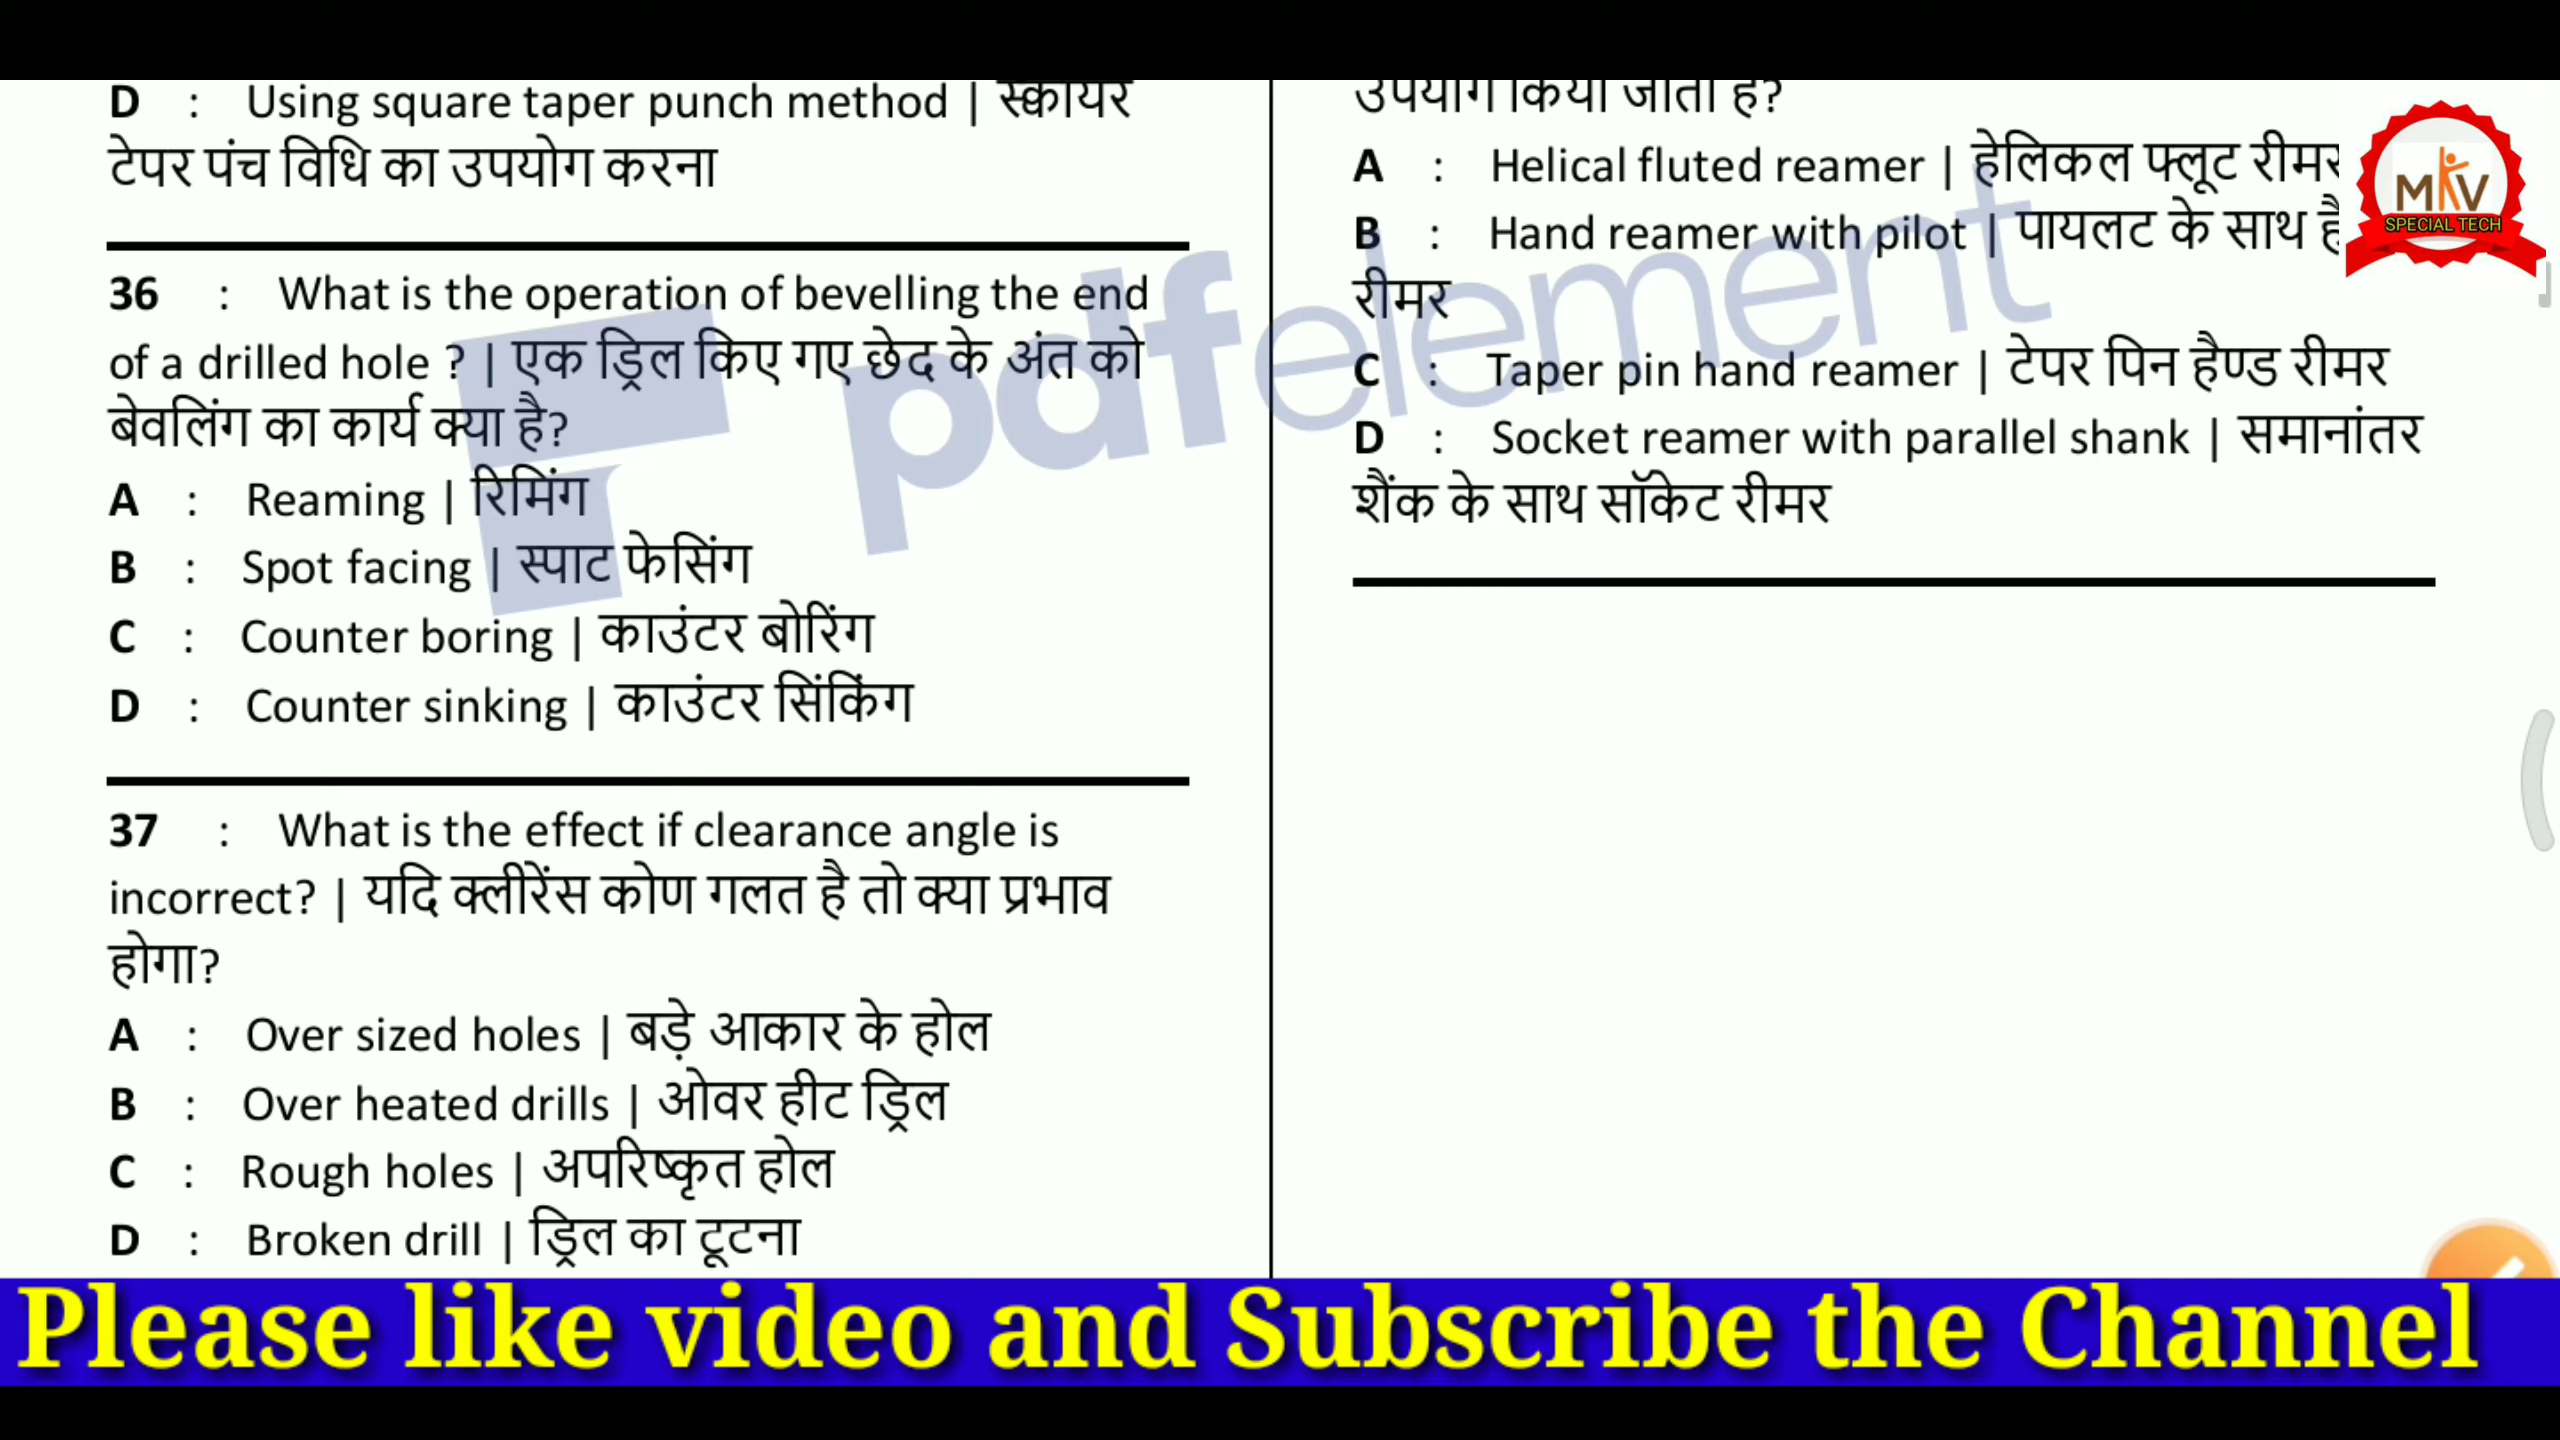 D : Using square taper punch method | स्क्वायर
टेपर पंच विधि का उपयोग करना
36 : What is the operation of bevelling the end
of a drilled hole ? | एक ड्रिल किए गए छेद के अंत को
बेवलिंग का कार्य क्या है?
A : Reaming | रिमिंग
B : Spot facing | स्पाट फेसिंग
C : Counter boring | काउंटर बोरिंग
D : Counter sinking | काउंटर सिंकिंग
37 : What is the effect if clearance angle is
incorrect? | यदि क्लीरेंस कोण गलत है तो क्या प्रभाव
होगा?
A : Over sized holes | बड़े आकार के होल
B : Over heated drills | ओवर हीट ड्रिल
C : Rough holes | अपरिष्कृत होल
D : Broken drill | ड्रिल का टूटना
उपयोग किया जाता है?
A : Helical fluted reamer | हेलिकल फ्लूट रीमर
B : Hand reamer with pilot | पायलट के साथ
रीमर
C : Taper pin hand reamer | टेपर पिन हैण्ड रीमर
D : Socket reamer with parallel shank | समानांतर
शैंक के साथ सॉकेट रीमर
pdfelement
MKV
SPECIAL TECH
Please like video and Subscribe the Channel